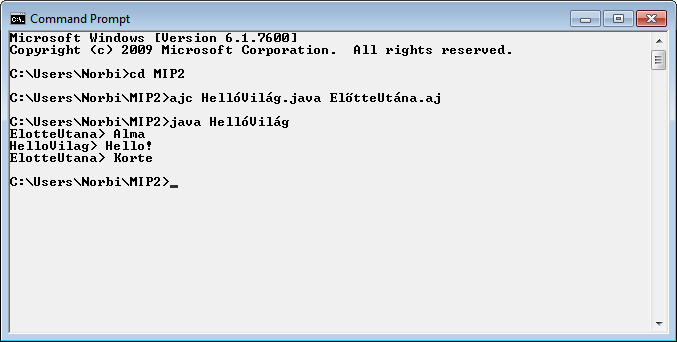 Command Prompt
Microsoft Windows [Version 6.1.7600]
Copyright (c) 2009 Microsoft Corporation.  All rights reserved.
C:\Users\Norbi>cd MIP2
C:\Users\Norbi\MIP2>ajc HellóVilág.java ElőtteUtána.aj
C:\Users\Norbi\MIP2>java HellóVilág
ElotteUtana> Alma
HelloVilag> Hello!
ElotteUtana> Korte
C:\Users\Norbi\MIP2>_